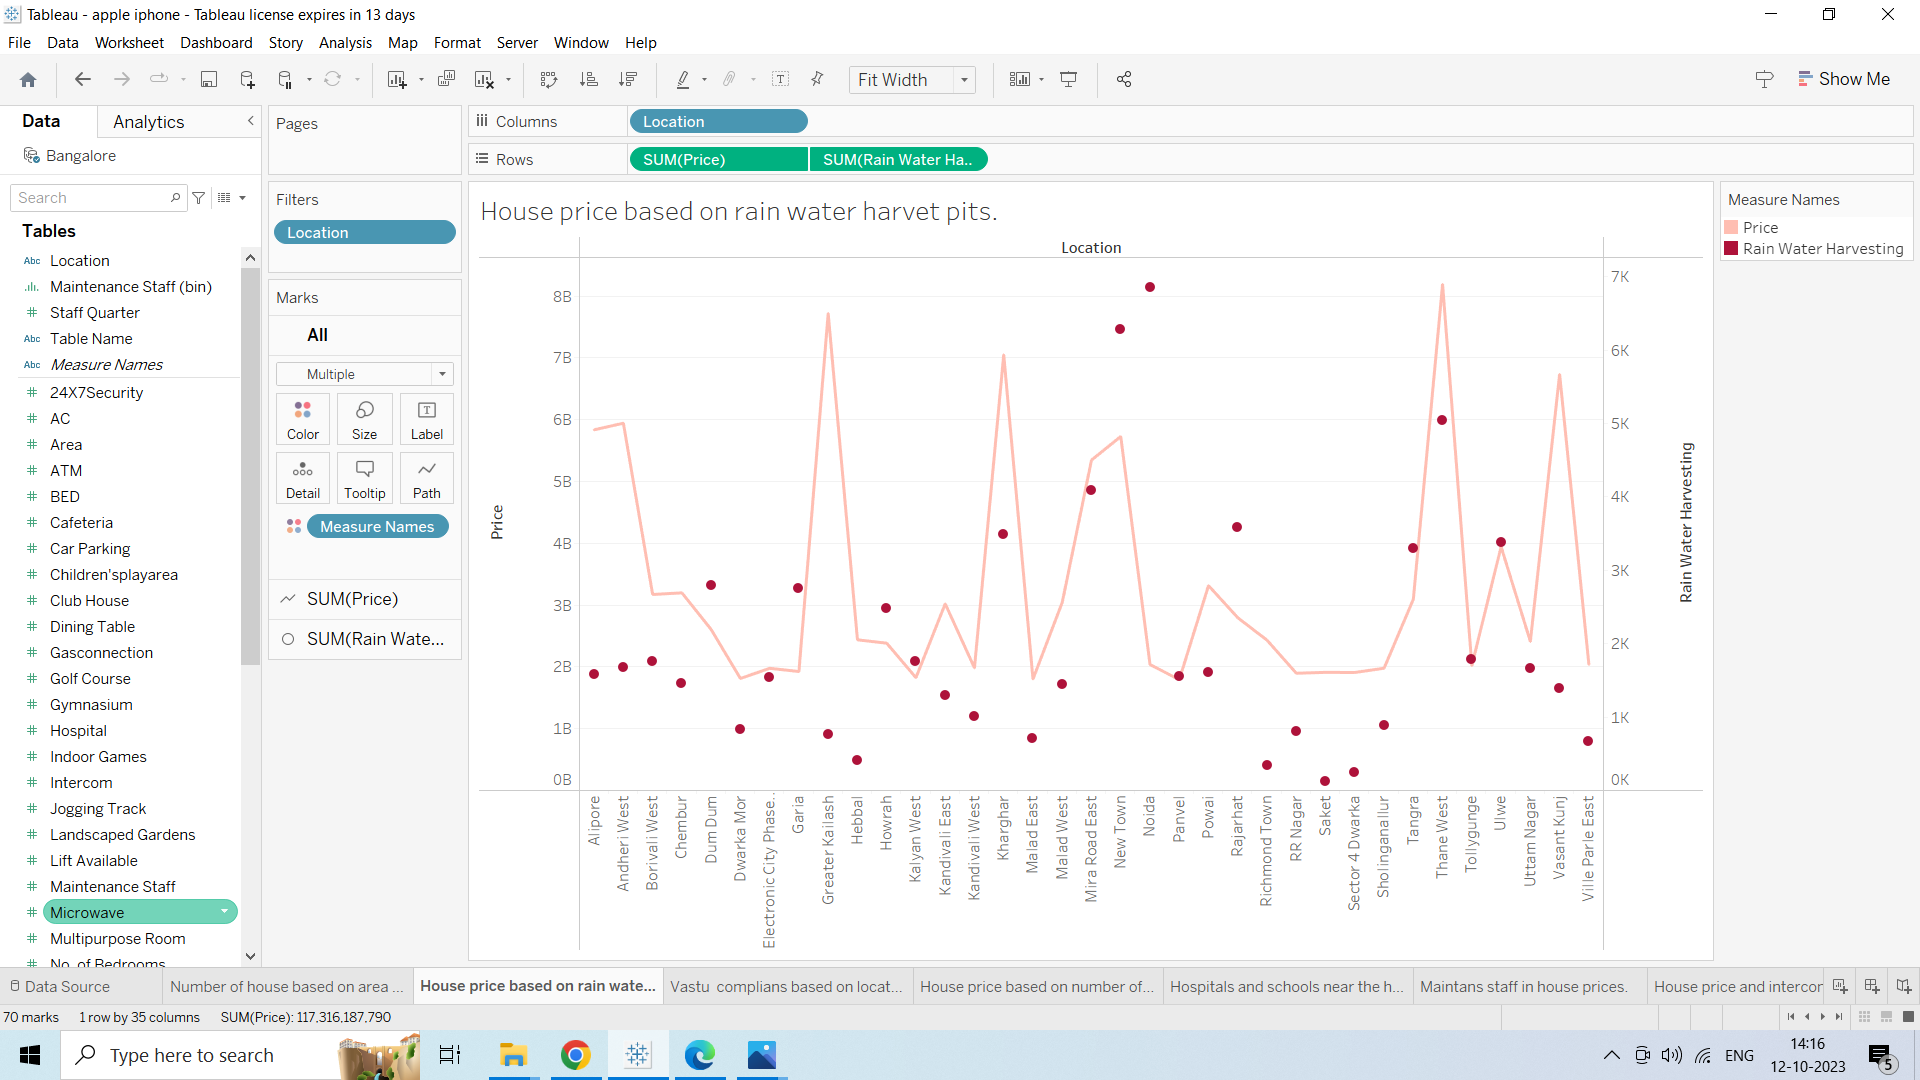 Tableau - apple iphone - Tableau license expires in 13 days
File Data Worksheet Dashboard Story Analysis Map Format Server Window Help
Fit Width
Show Me
Data Analytics
Bangalore
Search
Tables
Abc Location
Maintenance Staff (bin)
Staff Quarter
Abc Table Name
Abc Measure Names
24X7Security
AC
Area
ATM
BED
Cafeteria
Car Parking
Children'splayarea
Club House
Dining Table
Gasconnection
Golf Course
Gymnasium
Hospital
Indoor Games
Intercom
Jogging Track
Landscaped Gardens
Lift Available
Maintenance Staff
Microwave
Multipurpose Room
No. of Bedrooms
Pages
Filters
Location
Marks
All
Multiple
Color Size Label
Detail Tooltip Path
Measure Names
SUM(Price)
SUM(Rain Wate...
Columns
Location
Rows
SUM(Price) SUM(Rain Water Ha..
House price based on rain water harvet pits.
Location
8B
7B
6B
5B
4B
3B
2B
1B
0B
Price
7K
6K
5K
4K
3K
2K
1K
0K
Rain Water Harvesting
Alipore
Andheri West
Borivali West
Chembur
Dum Dum
Dwarka Mor
Electronic City Phase..
Garia
Greater Kailash
Hebbal
Howrah
Kalyan West
Kandivali East
Kandivali West
Kharghar
Malad East
Malad West
Mira Road East
New Town
Noida
Panvel
Powai
Rajarhat
Richmond Town
RR Nagar
Saket
Sector 4 Dwarka
Sholinganallur
Tangra
Thane West
Tollygunge
Ulwe
Uttam Nagar
Vasant Kunj
Ville Parle East
Measure Names
Price
Rain Water Harvesting
Data Source
Number of house based on area ...
House price based on rain wate...
Vastu complians based on locat...
House price based on number of...
Hospitals and schools near the h...
Maintans staff in house prices.
House price and intercor
70 marks 1 row by 35 columns SUM(Price): 117,316,187,790
Type here to search
ENG
14:16
12-10-2023
5